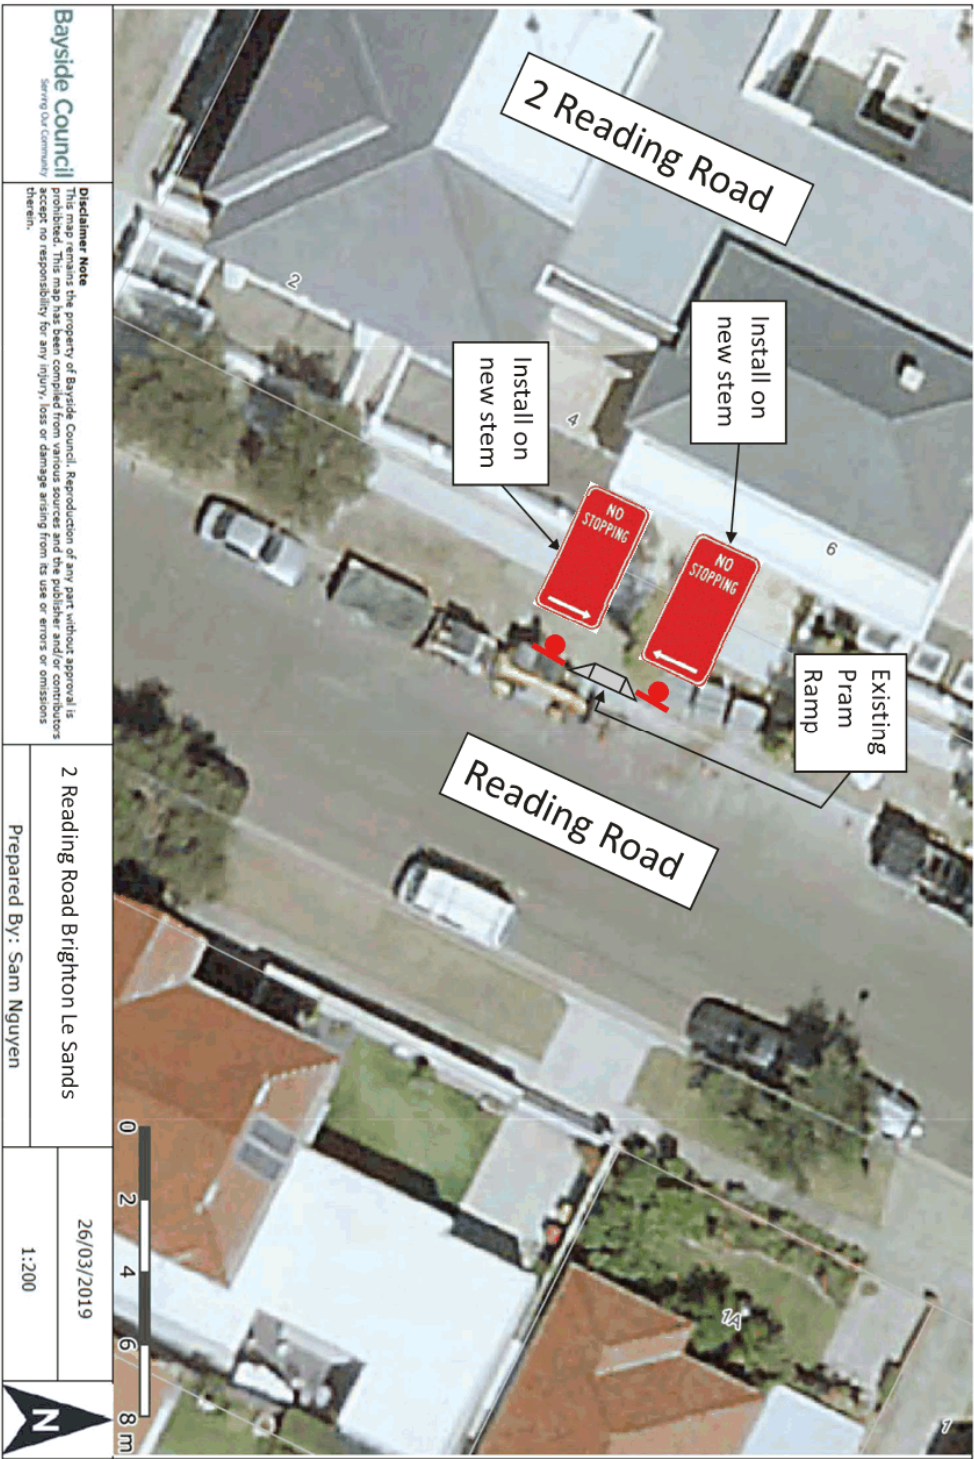 2 Reading Road
Install on
new stem
Install on
new stem
NO
STOPPING
NO
STOPPING
Existing
Pram
Ramp
Reading Road
2
4
6
1A
1
0 2 4 6 8 m
Bayside Council
Serving Our Community
Disclaimer Note
This map remains the property of Bayside Council. Reproduction of any part without approval is
prohibited. This map has been compiled from various sources and the publisher and/or contributors
accept no responsibility for any injury, loss or damage arising from its use or errors or omissions
therein.
2 Reading Road Brighton Le Sands
Prepared By: Sam Nguyen
26/03/2019
1:200
N